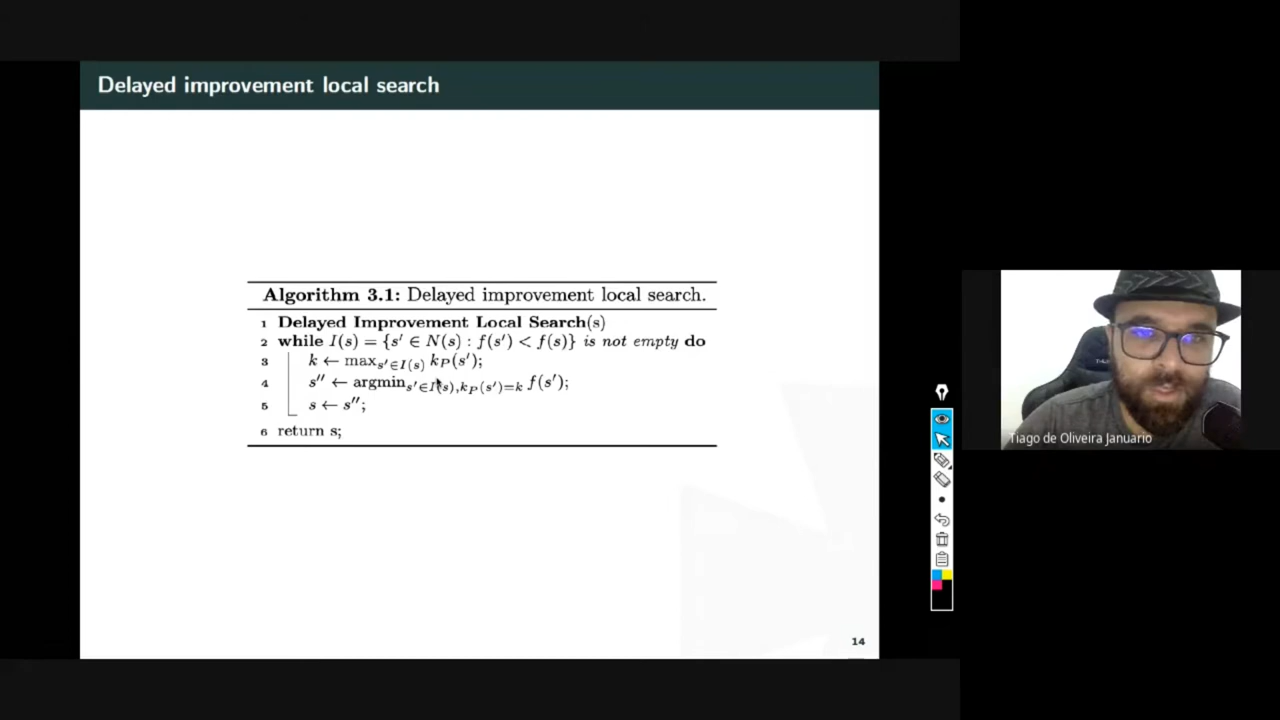 Delayed improvement local search
Algorithm 3.1: Delayed improvement local search.
1 Delayed Improvement Local Search(s)
2 while I(s) = {s′ ∈ N(s) : f(s′) < f(s)} is not empty do
3 k ← max_{s′∈I(s)} k_P(s′);
4 s″ ← argmin_{s′∈I(s),k_P(s′)=k} f(s′);
5 s ← s″;
6 return s;
14
Tiago de Oliveira Januario